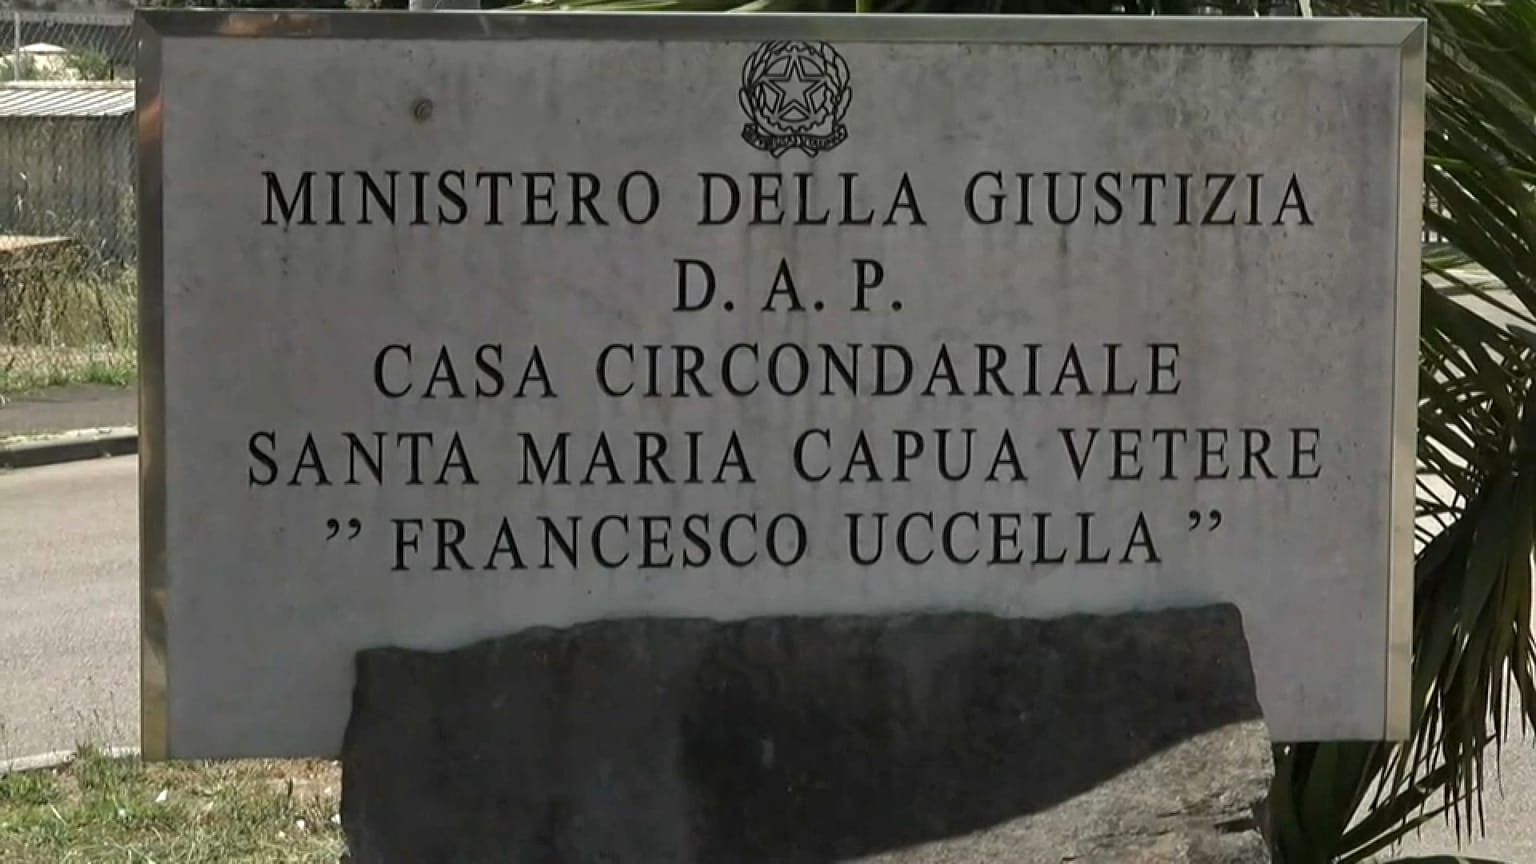 MINISTERO DELLA GIUSTIZIA
D. A. P.
CASA CIRCONDARIALE
SANTA MARIA CAPUA VETERE
” FRANCESCO UCCELLA ”